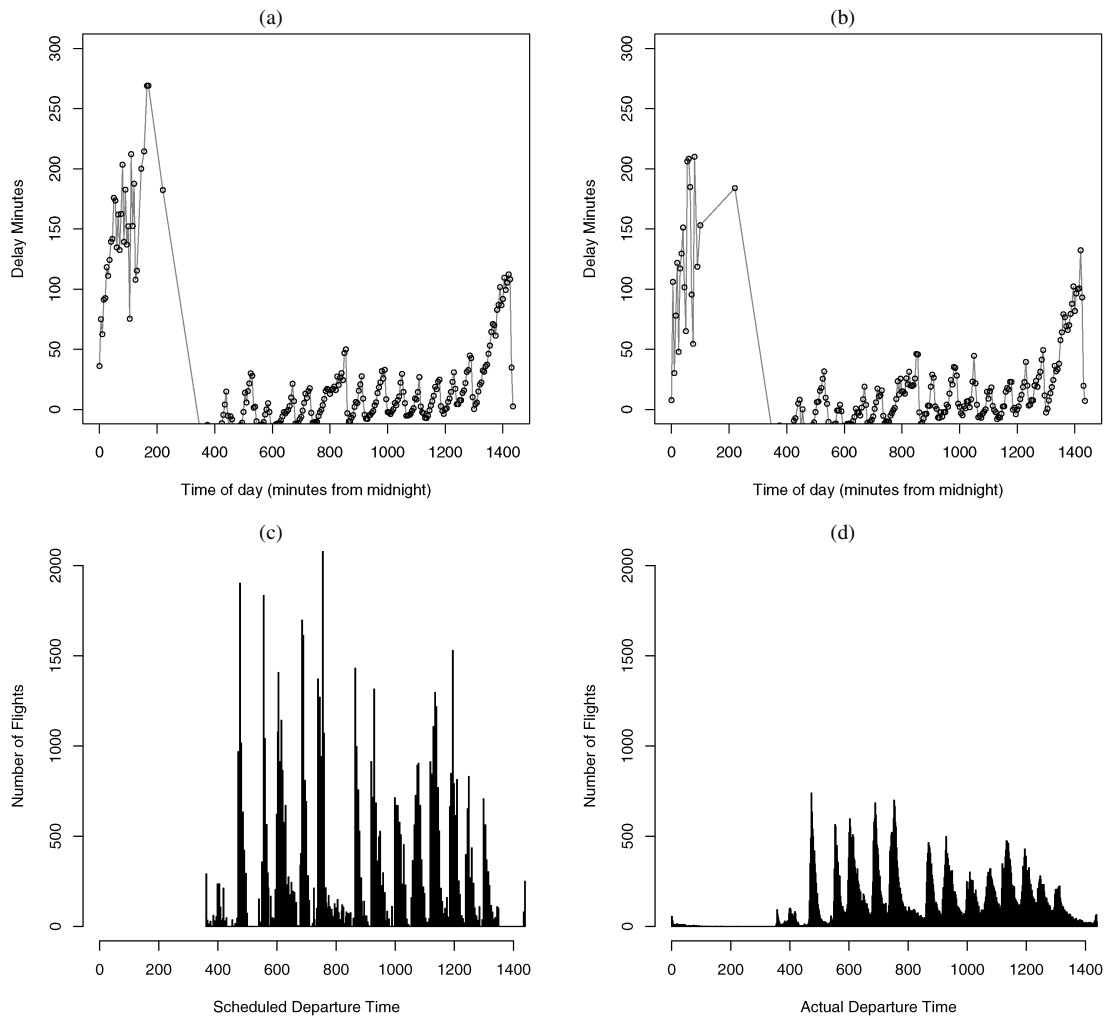 (a)
300
250
200
150
100
50
0
Delay Minutes
0 200 400 600 800 1000 1200 1400
Time of day (minutes from midnight)
(b)
300
250
200
150
100
50
0
Delay Minutes
0 200 400 600 800 1000 1200 1400
Time of day (minutes from midnight)
(c)
2000
1500
1000
500
0
Number of Flights
0 200 400 600 800 1000 1200 1400
Scheduled Departure Time
(d)
2000
1500
1000
500
0
Number of Flights
0 200 400 600 800 1000 1200 1400
Actual Departure Time